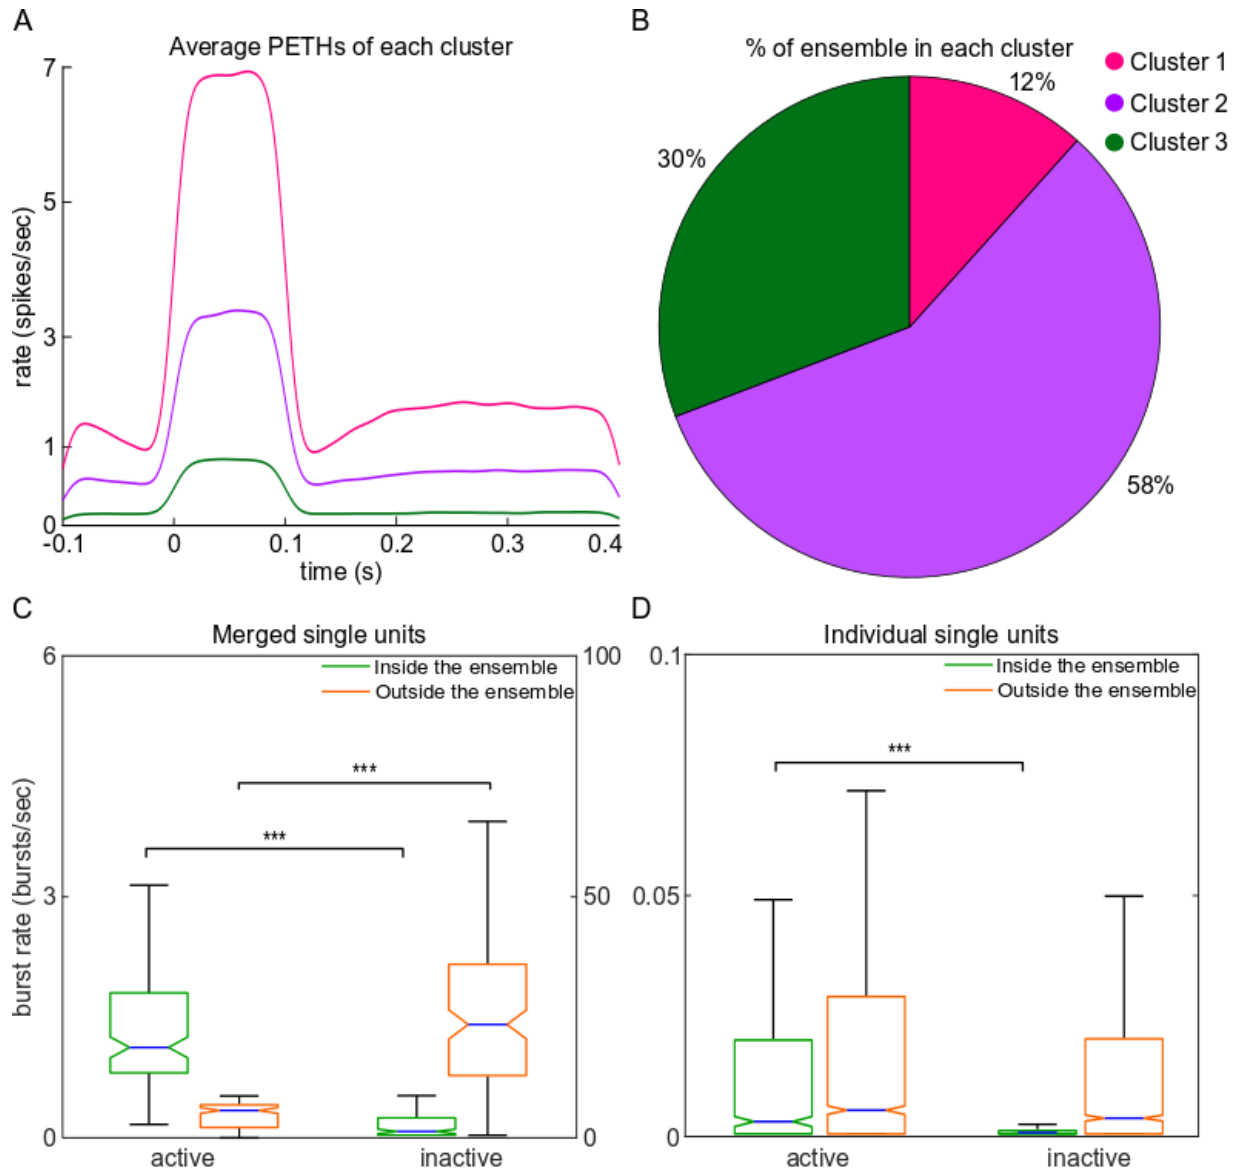 A
Average PETHs of each cluster
7
5
3
1
0
rate (spikes/sec)
-0.1 0 0.1 0.2 0.3 0.4
time (s)
B
% of ensemble in each cluster
Cluster 1
Cluster 2
Cluster 3
12%
30%
58%
C
Merged single units
Inside the ensemble
Outside the ensemble
6
3
0
100
50
0
burst rate (bursts/sec)
***
***
active inactive
D
Individual single units
Inside the ensemble
Outside the ensemble
0.1
0.05
0
***
active inactive